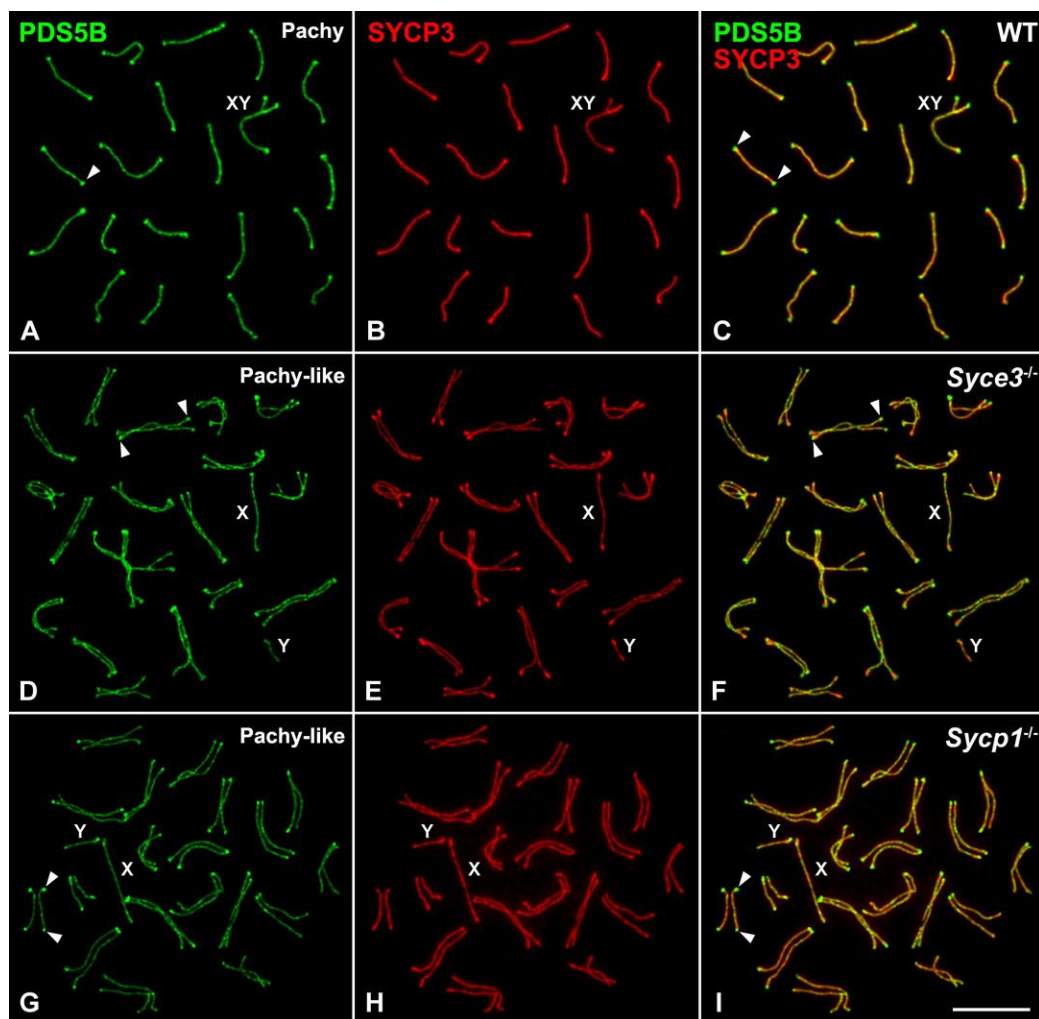 PDS5B Pachy
XY
A
SYCP3
XY
B
PDS5B WT
SYCP3
XY
C
Pachy-like
X
Y
D
X
Y
E
Syce3-/-
X
Y
F
Pachy-like
Y
X
G
Y
X
H
Sycp1-/-
Y
X
I